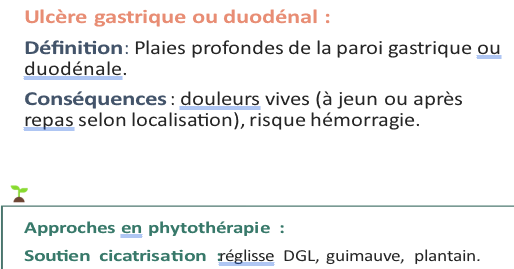 Ulcère gastrique ou duodénal :
Définition: Plaies profondes de la paroi gastrique ou
duodénale.
Conséquences : douleurs vives (à jeun ou après
repas selon localisation), risque hémorragie.
Approches en phytothérapie :
Soutien cicatrisation :réglisse DGL, guimauve, plantain.